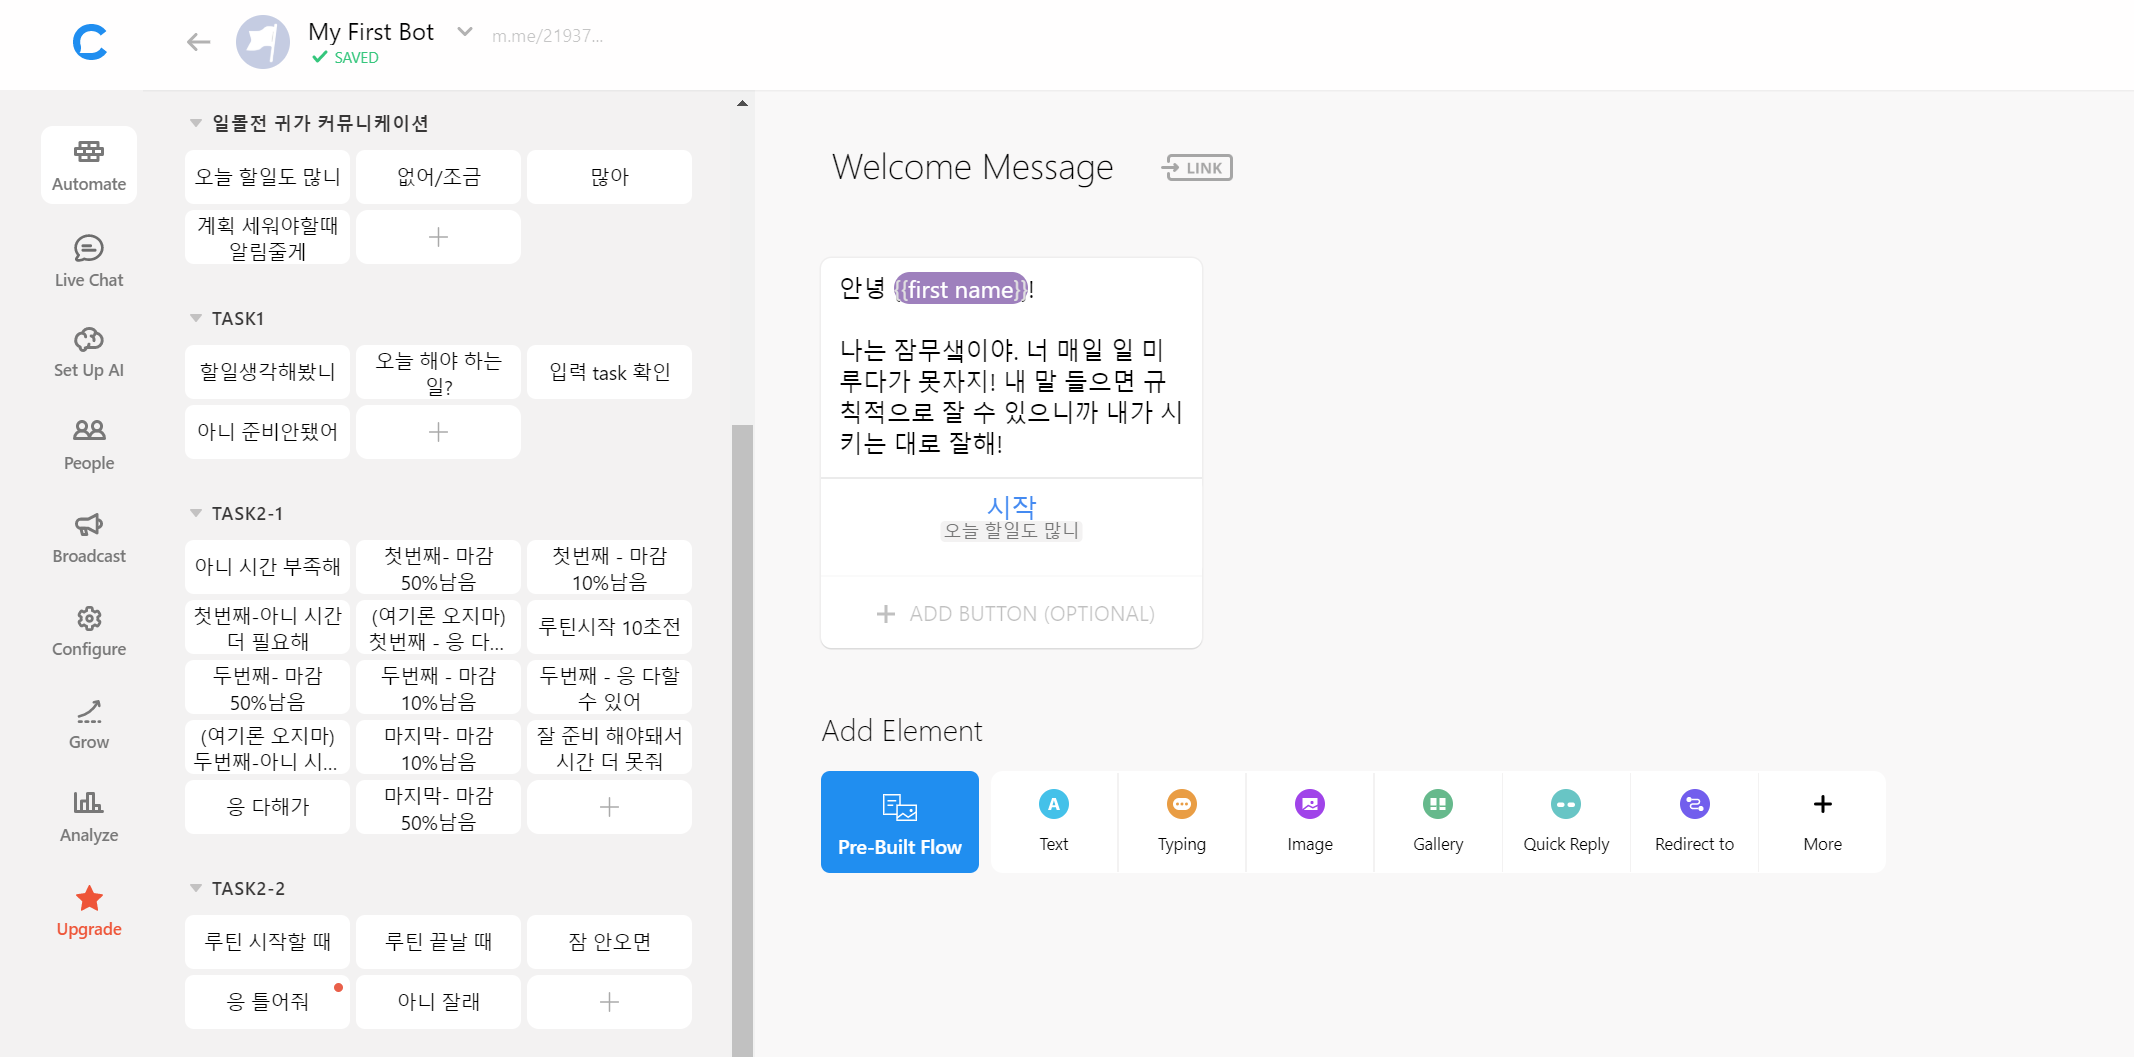 My First Bot
m.me/21937...
SAVED
Automate
Live Chat
Set Up AI
People
Broadcast
Configure
Grow
Analyze
Upgrade
일몰전 귀가 커뮤니케이션
오늘 할일도 많니
없어/조금
많아
계획 세워야할때
알림줄게
TASK1
할일생각해봤니
오늘 해야 하는
일?
입력 task 확인
아니 준비안됐어
TASK2-1
아니 시간 부족해
첫번째- 마감
50%남음
첫번째 - 마감
10%남음
첫번째-아니 시간
더 필요해
(여기론 오지마)
첫번째 - 응 다...
루틴시작 10초전
두번째- 마감
50%남음
두번째 - 마감
10%남음
두번째 - 응 다할
수 있어
(여기론 오지마)
두번째-아니 시...
마지막- 마감
10%남음
잘 준비 해야돼서
시간 더 못줘
응 다해가
마지막- 마감
50%남음
TASK2-2
루틴 시작할 때
루틴 끝날 때
잠 안오면
응 틀어줘
아니 잘래
Welcome Message
LINK
안녕 {{first name}}!
나는 잠무새이야. 너 매일 일 미
루다가 못자지! 내 말 들으면 규
칙적으로 잘 수 있으니까 내가 시
키는 대로 잘해!
시작
오늘 할일도 많니
ADD BUTTON (OPTIONAL)
Add Element
Pre-Built Flow
Text
Typing
Image
Gallery
Quick Reply
Redirect to
More